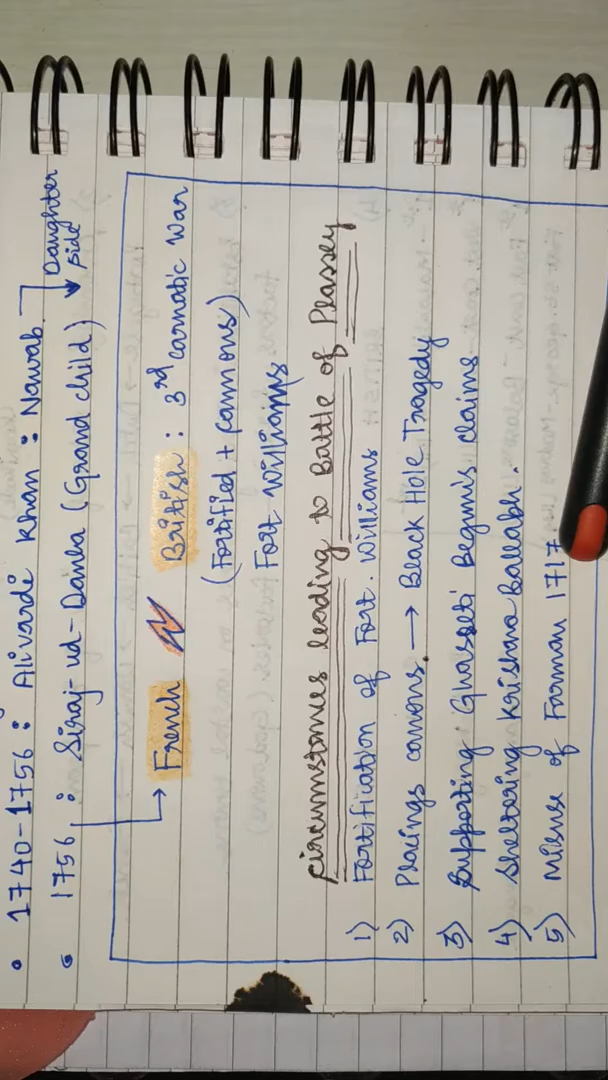 • 1740-1756 : Alivardi Khan : Nawab.
Daughter side
• 1756 : Siraj-ud-Daula (Grand child)
French British : 3rd carnatic war
(Fortified + cannons)
Fort Williams
circumstances leading to Battle of Plassey
1) Fortification of Fort. Williams
2) Placings canons. → Black Hole Tragedy
3) Supporting Ghasseti Begum's claims
4) Sheltering Krishna Ballabh.
5) Misuse of Farman 1717